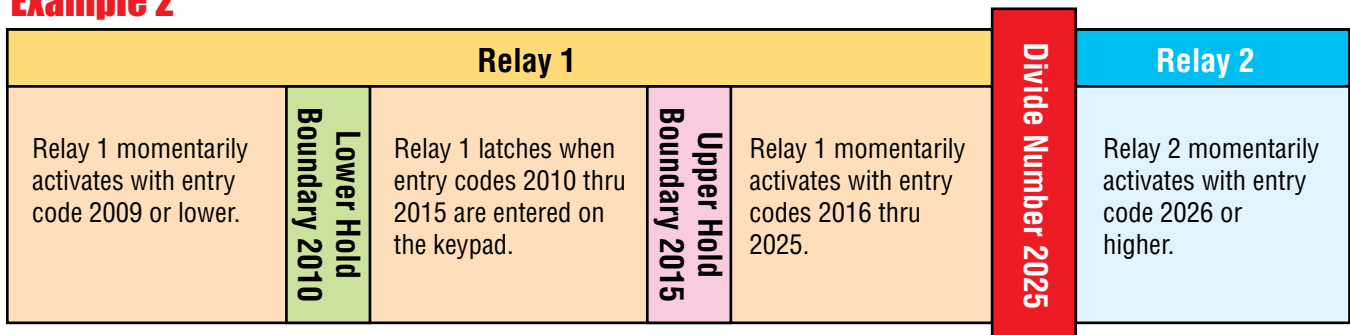 Example 2
Relay 1
Relay 1 momentarily
activates with entry
code 2009 or lower.
Lower Hold
Boundary 2010
Relay 1 latches when
entry codes 2010 thru
2015 are entered on
the keypad.
Upper Hold
Boundary 2015
Relay 1 momentarily
activates with entry
codes 2016 thru
2025.
Divide Number 2025
Relay 2
Relay 2 momentarily
activates with entry
code 2026 or
higher.